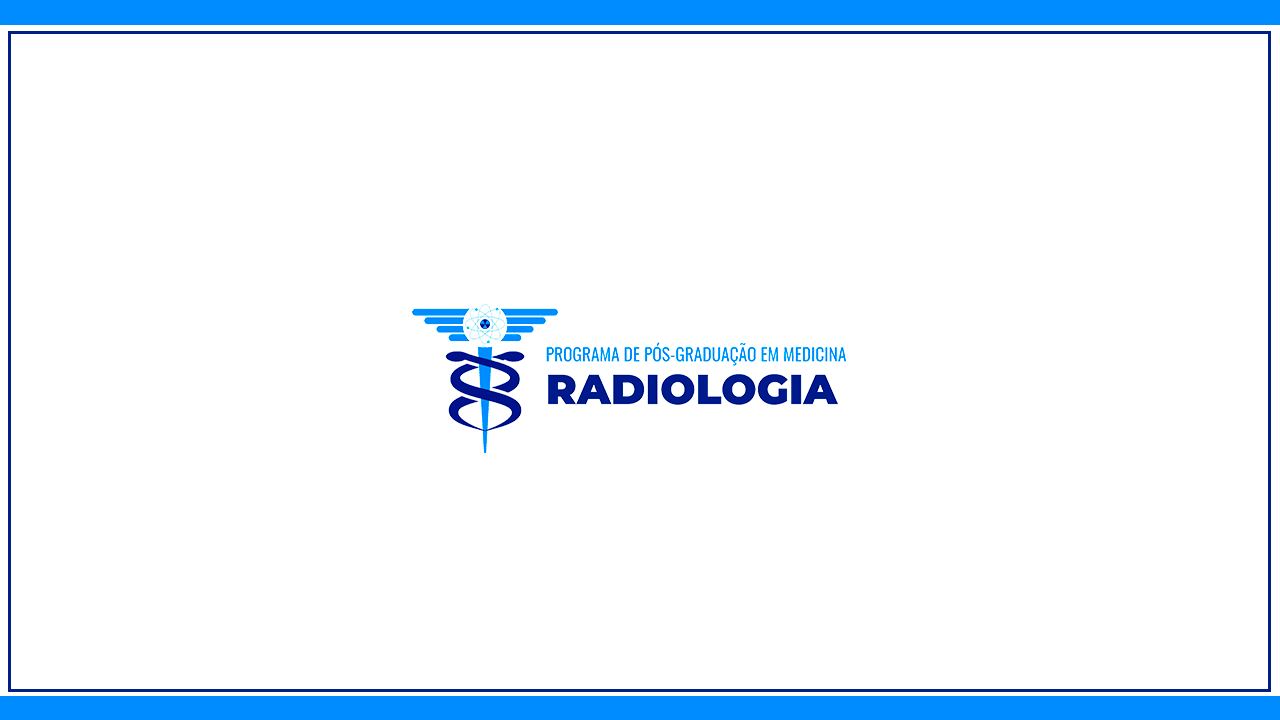 PROGRAMA DE PÓS-GRADUAÇÃO EM MEDICINA
RADIOLOGIA